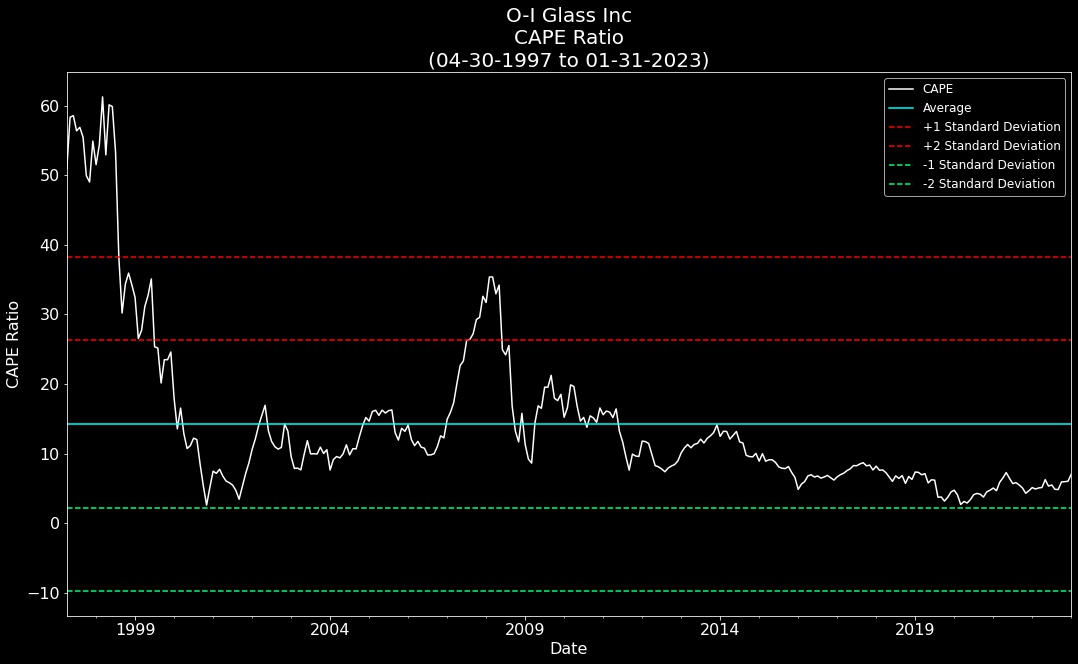 O-I Glass Inc
CAPE Ratio
(04-30-1997 to 01-31-2023)
CAPE
Average
+1 Standard Deviation
+2 Standard Deviation
-1 Standard Deviation
-2 Standard Deviation
CAPE Ratio
60
50
40
30
20
10
0
−10
1999 2004 2009 2014 2019
Date